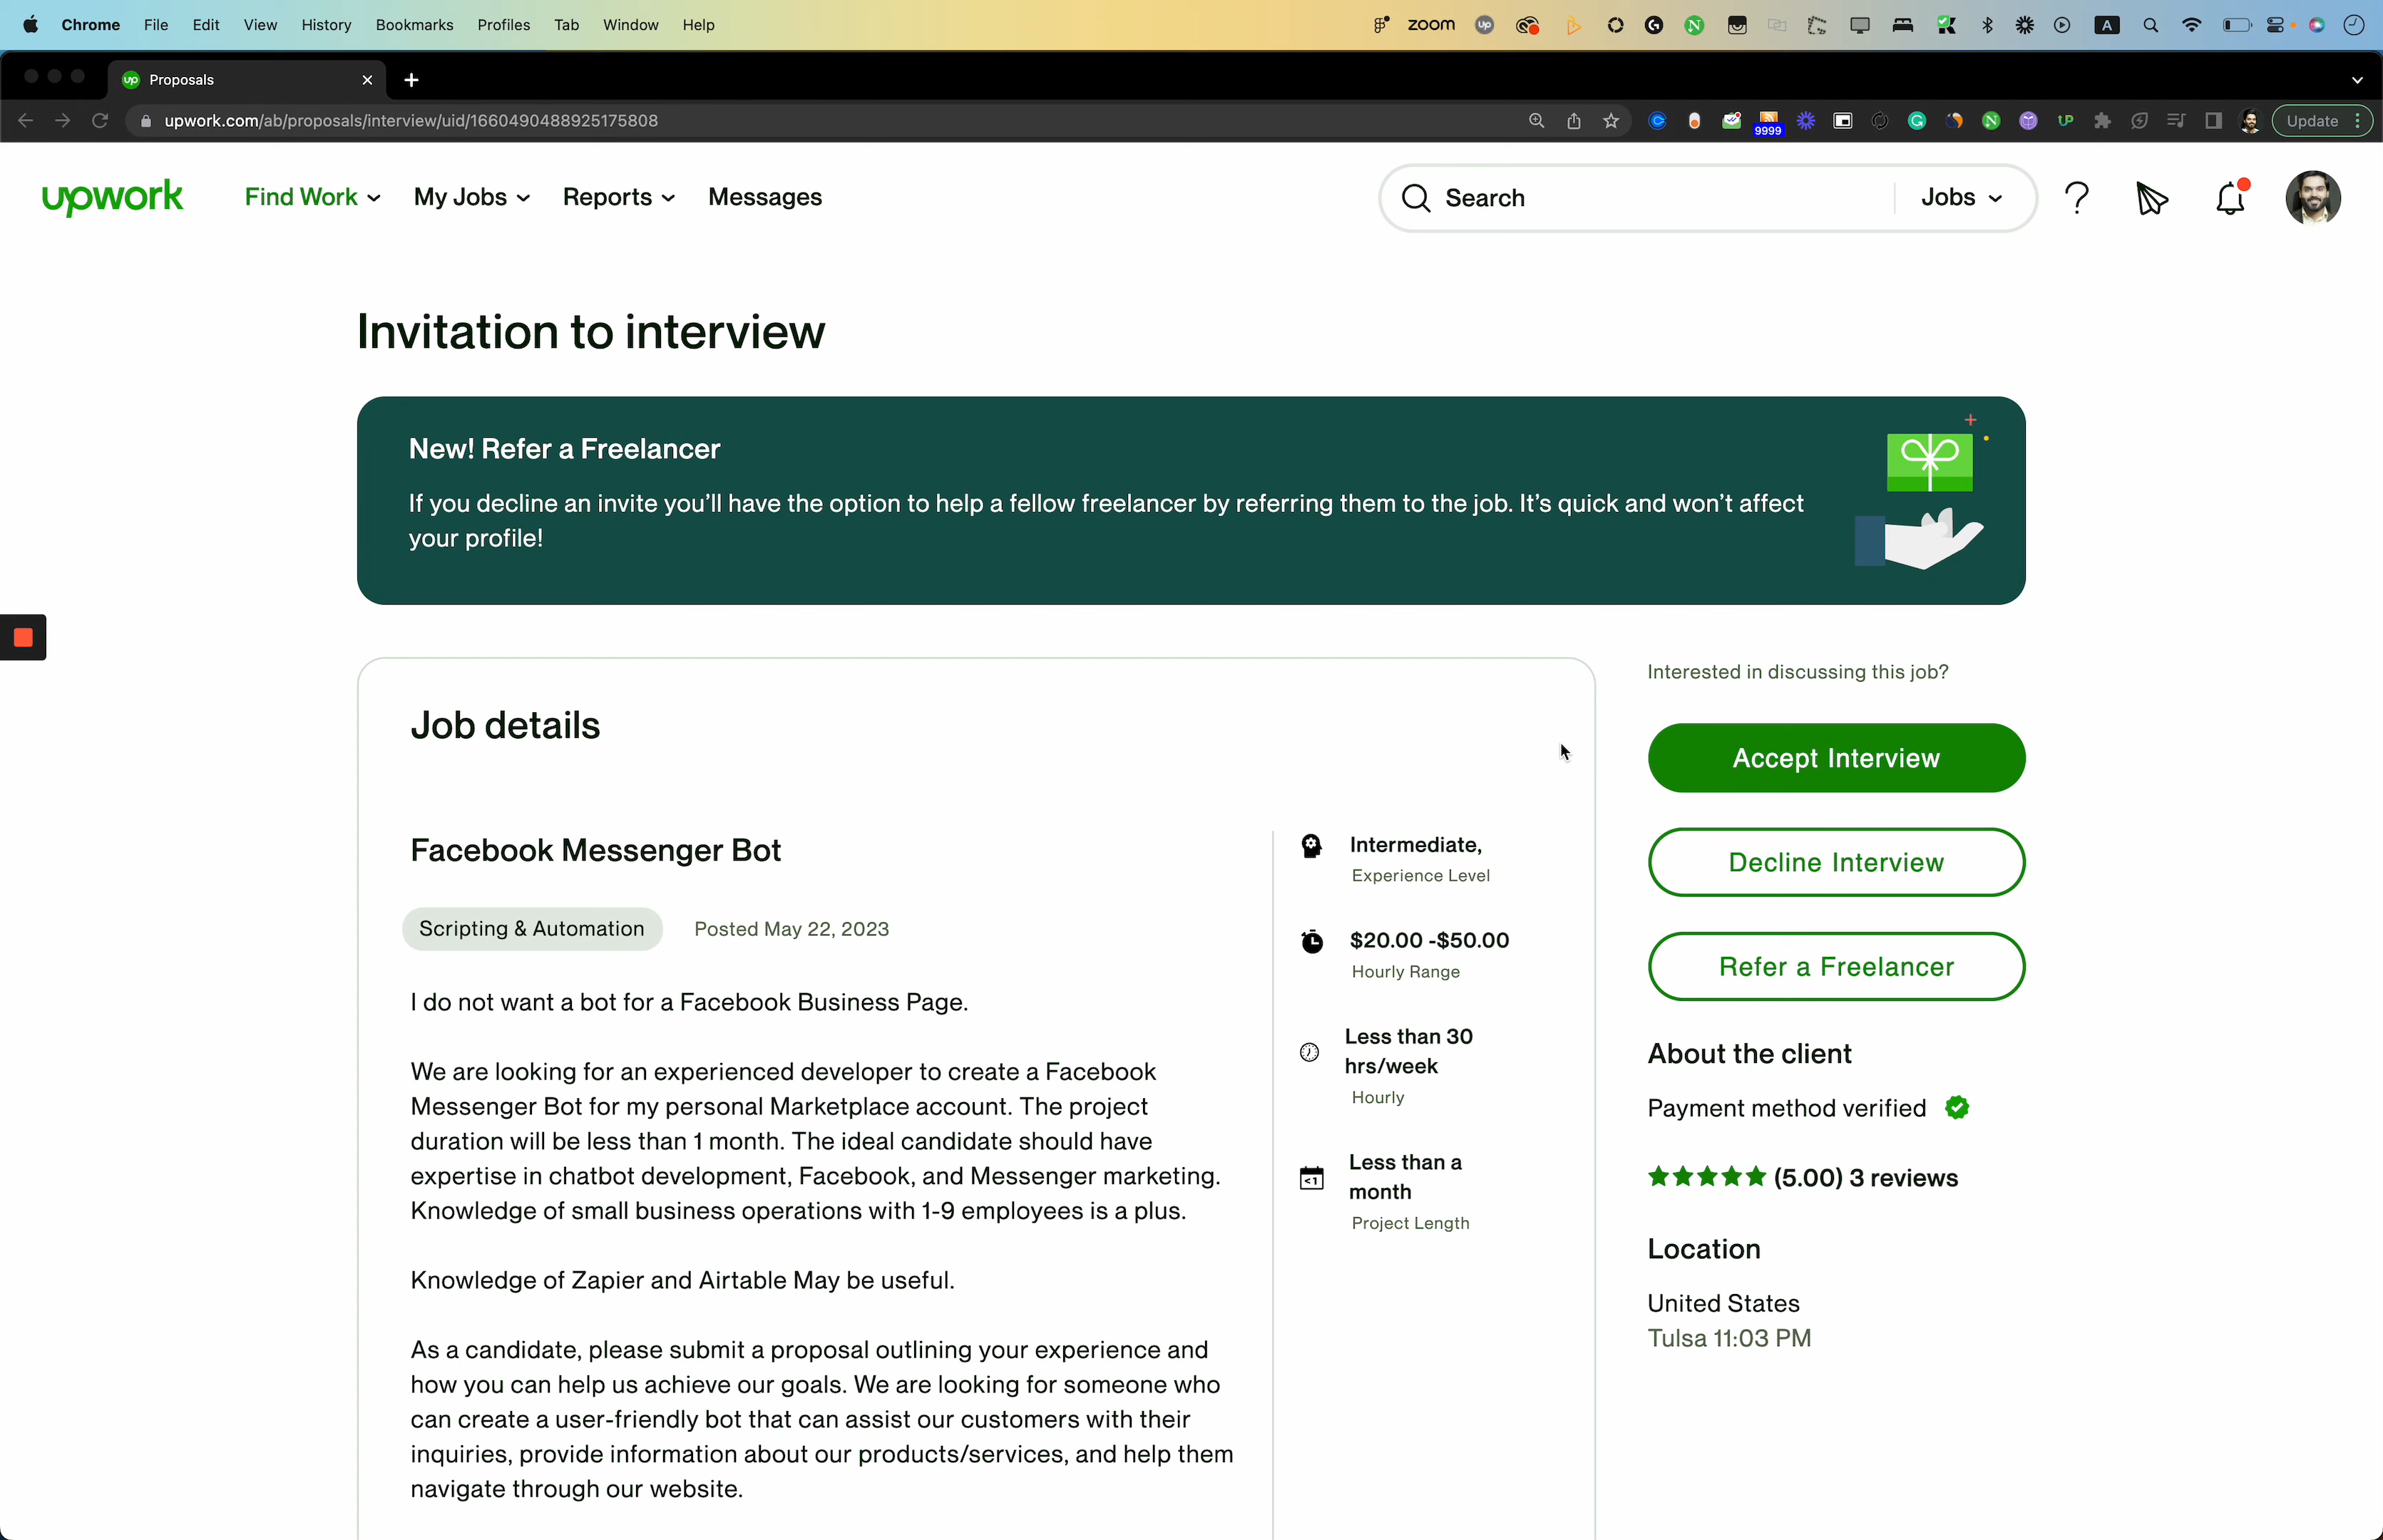 Chrome File Edit View History Bookmarks Profiles Tab Window Help zoom up A
up Proposals
upwork.com/ab/proposals/interview/uid/1660490488925175808 9999 UP Update
upwork Find Work My Jobs Reports Messages Search Jobs
Invitation to interview
New! Refer a Freelancer
If you decline an invite you’ll have the option to help a fellow freelancer by referring them to the job. It’s quick and won’t affect
your profile!
Interested in discussing this job?
Job details
Accept Interview
Facebook Messenger Bot
Intermediate,
Experience Level
Decline Interview
Scripting & Automation Posted May 22, 2023
$20.00 -$50.00
Hourly Range
Refer a Freelancer
I do not want a bot for a Facebook Business Page.
Less than 30
hrs/week
Hourly
About the client
We are looking for an experienced developer to create a Facebook
Messenger Bot for my personal Marketplace account. The project
duration will be less than 1 month. The ideal candidate should have
expertise in chatbot development, Facebook, and Messenger marketing.
Knowledge of small business operations with 1-9 employees is a plus.
Payment method verified
<1 Less than a
month
Project Length
(5.00) 3 reviews
Location
Knowledge of Zapier and Airtable May be useful.
United States
Tulsa 11:03 PM
As a candidate, please submit a proposal outlining your experience and
how you can help us achieve our goals. We are looking for someone who
can create a user-friendly bot that can assist our customers with their
inquiries, provide information about our products/services, and help them
navigate through our website.